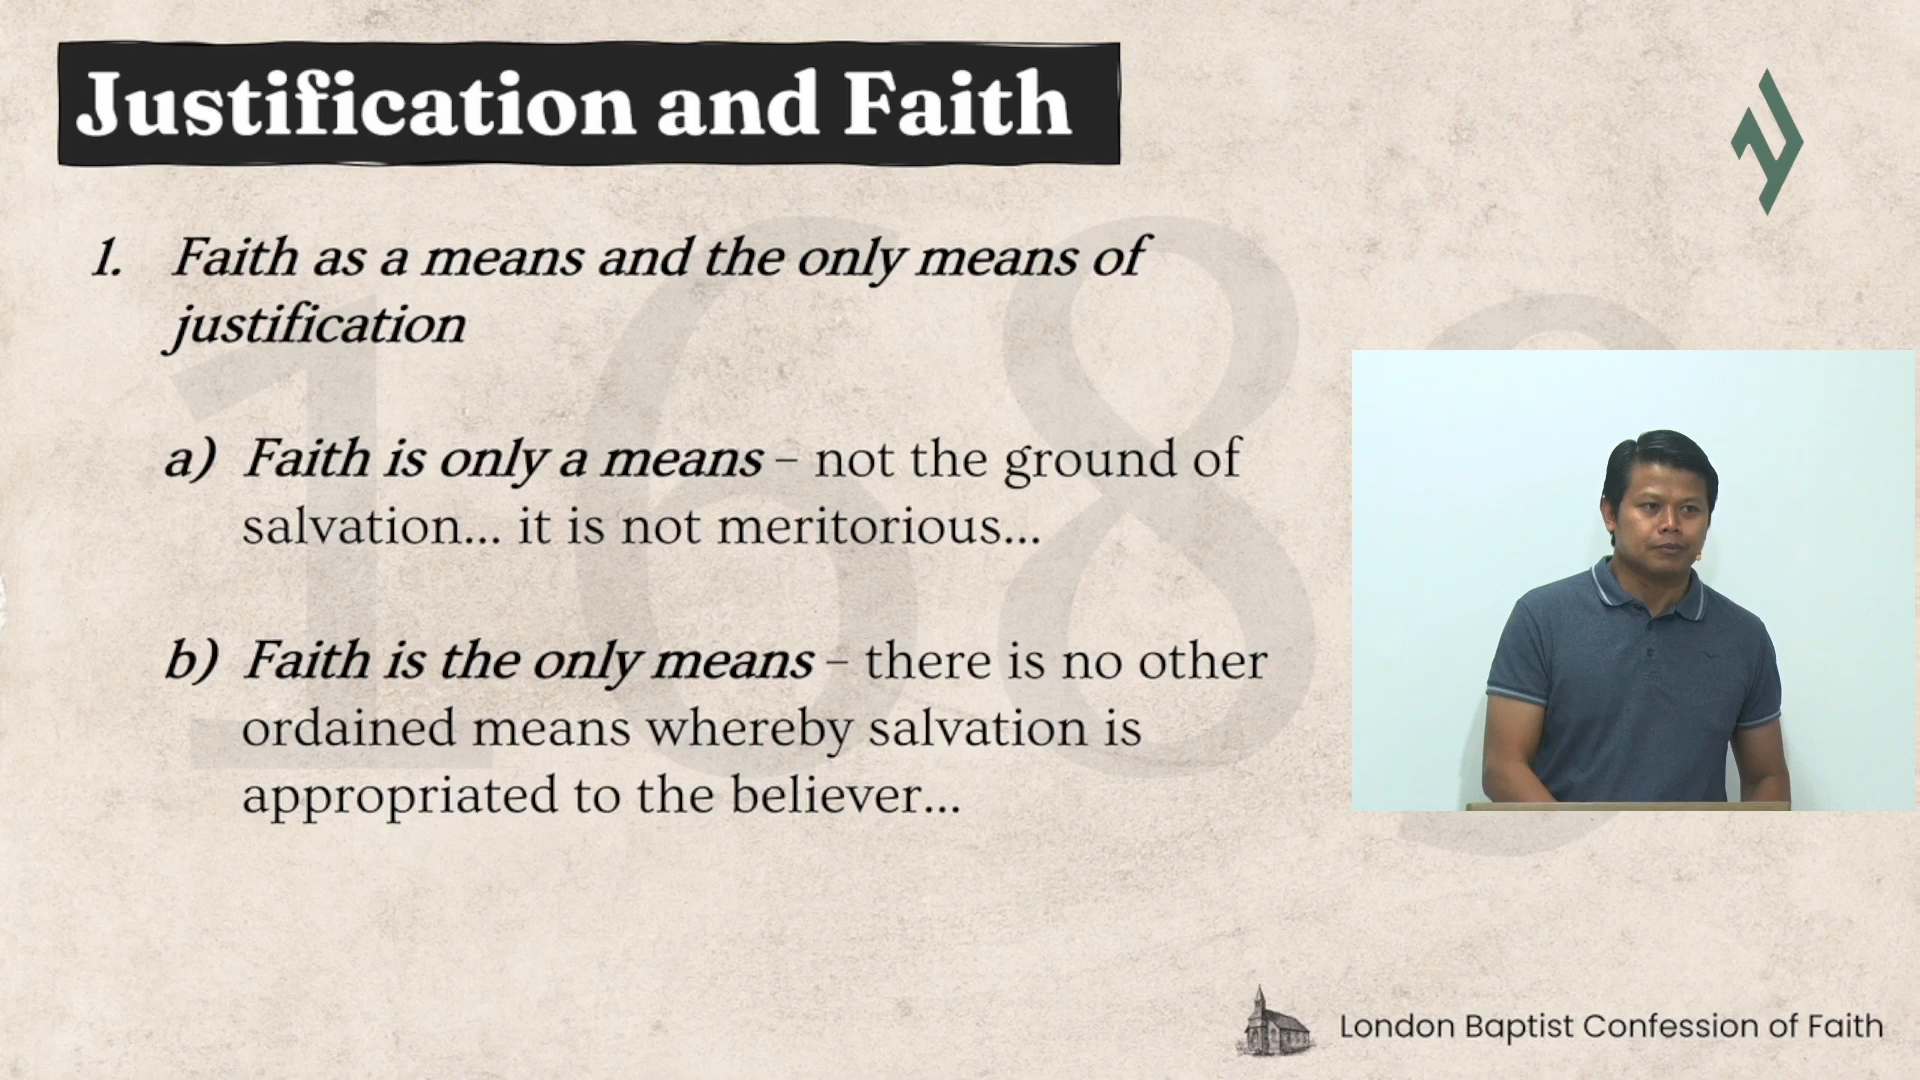 Justification and Faith
1. Faith as a means and the only means of
justification
a) Faith is only a means – not the ground of
salvation... it is not meritorious...
b) Faith is the only means – there is no other
ordained means whereby salvation is
appropriated to the believer...
1689
London Baptist Confession of Faith